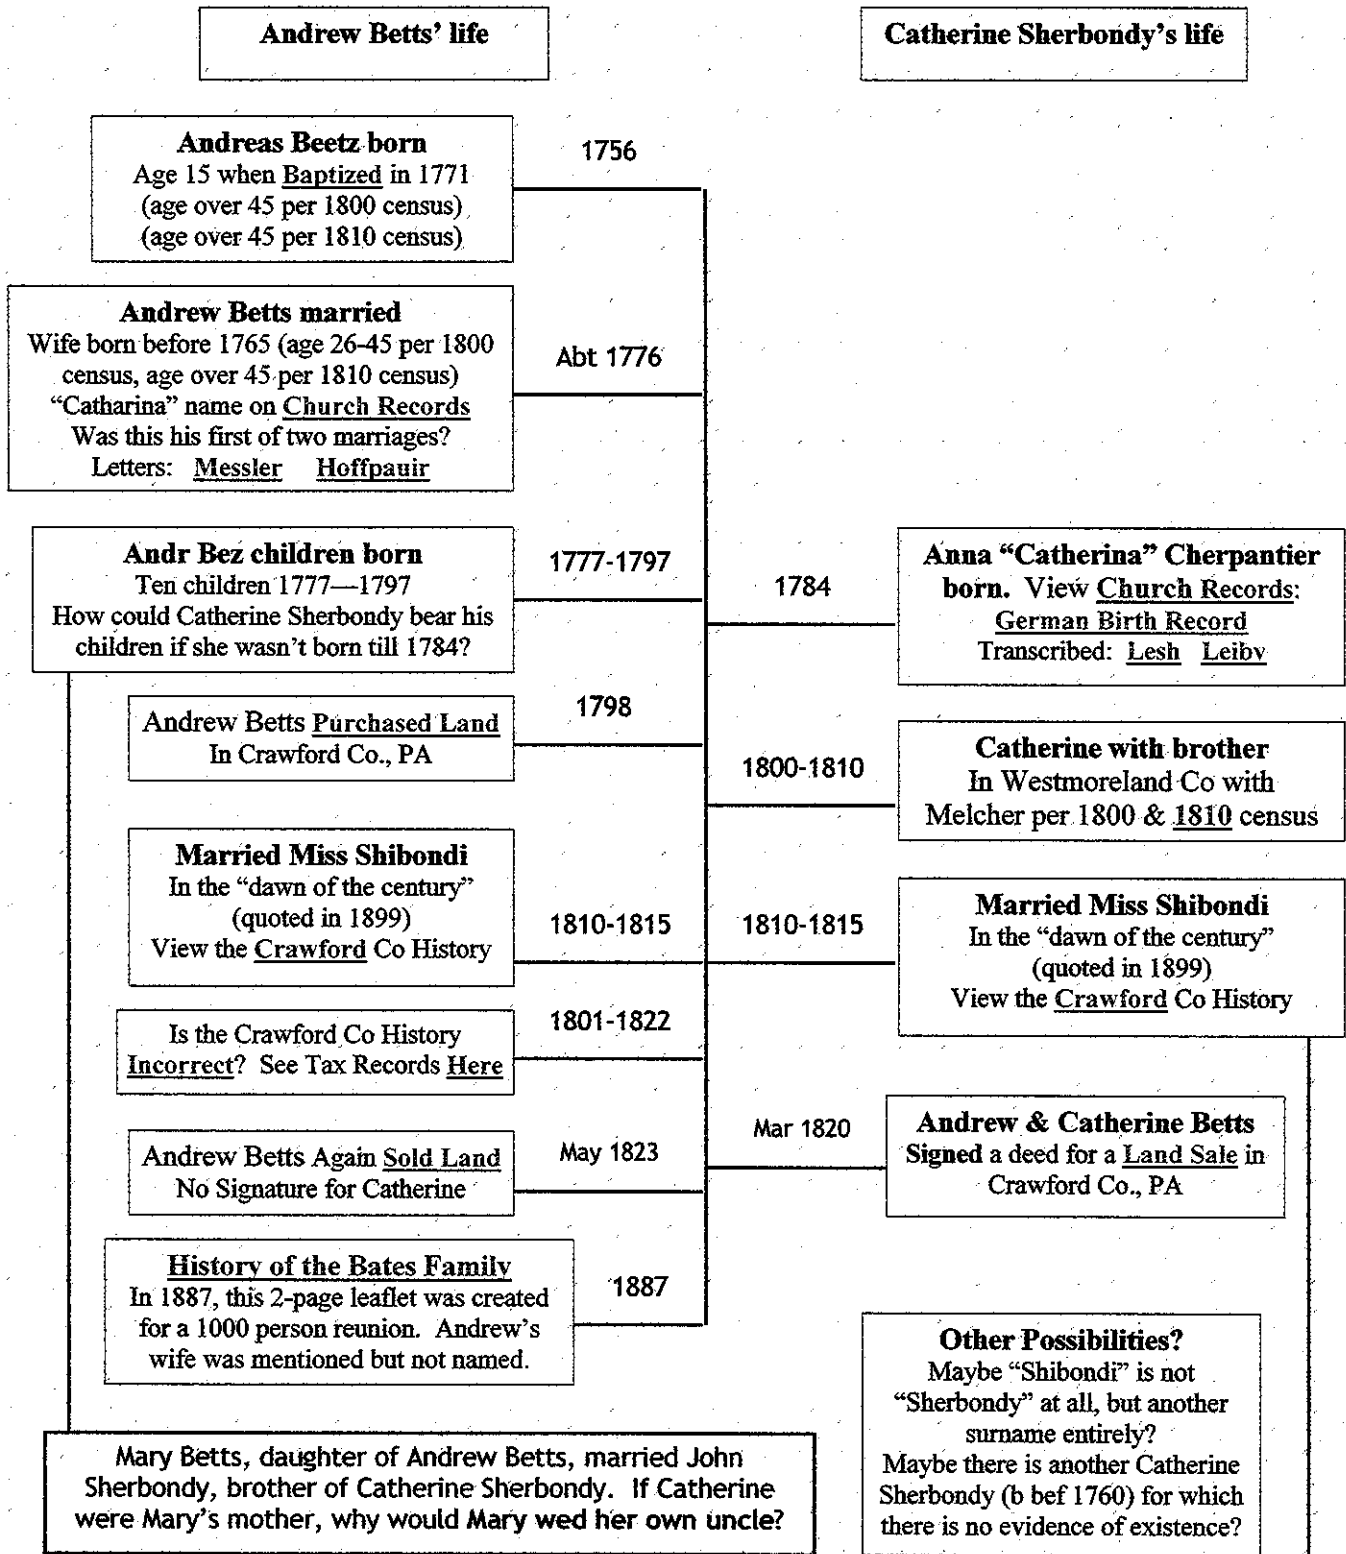 Andrew Betts' life
Catherine Sherbondy's life
Andreas Beetz born
Age 15 when Baptized in 1771
(age over 45 per 1800 census)
(age over 45 per 1810 census)
1756
Andrew Betts married
Wife born before 1765 (age 26-45 per 1800
census, age over 45 per 1810 census)
“Catharina” name on Church Records
Was this his first of two marriages?
Letters: Messler Hoffpauir
Abt 1776
Andr Bez children born
Ten children 1777—1797
How could Catherine Sherbondy bear his
children if she wasn't born till 1784?
1777-1797
1784
Anna “Catherina” Cherpantier
born. View Church Records:
German Birth Record
Transcribed: Lesh Leiby
Andrew Betts Purchased Land
In Crawford Co., PA
1798
1800-1810
Catherine with brother
In Westmoreland Co with
Melcher per 1800 & 1810 census
Married Miss Shibondi
In the “dawn of the century”
(quoted in 1899)
View the Crawford Co History
1810-1815
1810-1815
Married Miss Shibondi
In the “dawn of the century”
(quoted in 1899)
View the Crawford Co History
Is the Crawford Co History
Incorrect? See Tax Records Here
1801-1822
Mar 1820
Andrew & Catherine Betts
Signed a deed for a Land Sale in
Crawford Co., PA
Andrew Betts Again Sold Land
No Signature for Catherine
May 1823
History of the Bates Family
In 1887, this 2-page leaflet was created
for a 1000 person reunion. Andrew's
wife was mentioned but not named.
1887
Other Possibilities?
Maybe “Shibondi” is not
“Sherbondy” at all, but another
surname entirely?
Maybe there is another Catherine
Sherbondy (b bef 1760) for which
there is no evidence of existence?
Mary Betts, daughter of Andrew Betts, married John
Sherbondy, brother of Catherine Sherbondy. If Catherine
were Mary's mother, why would Mary wed her own uncle?